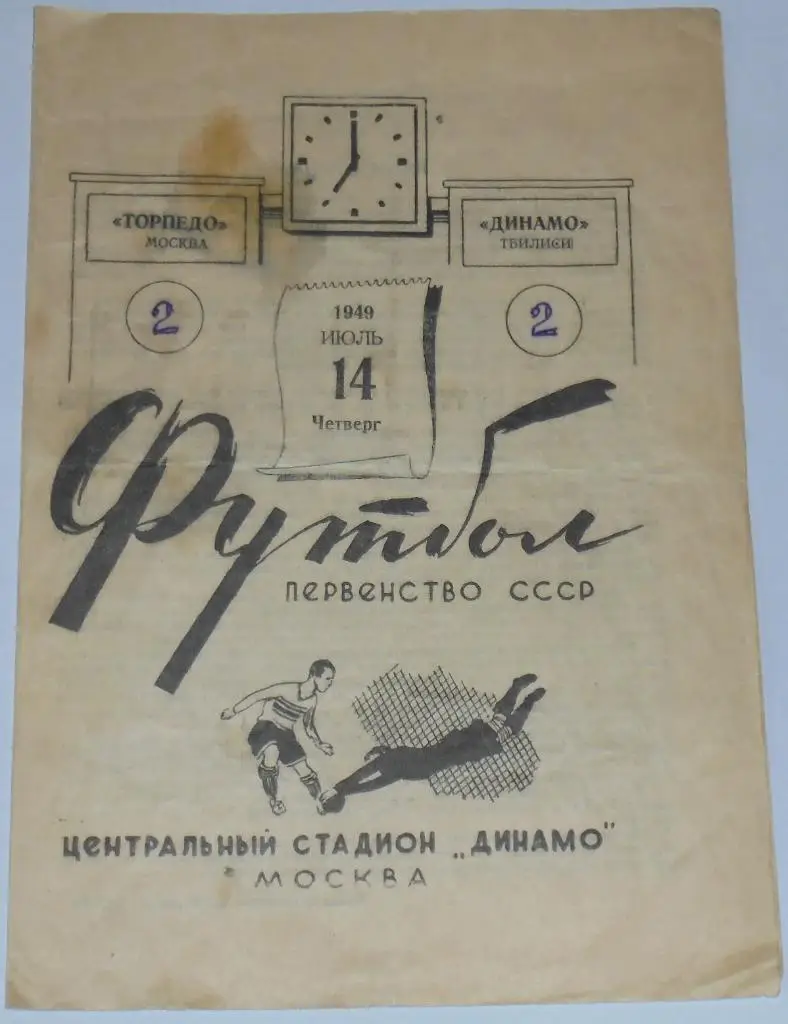 «ТОРПЕДО»
МОСКВА
«ДИНАМО»
ТБИЛИСИ
2
2
1949
ИЮЛЬ
14
Четверг
Футбол
ПЕРВЕНСТВО СССР
ЦЕНТРАЛЬНЫЙ СТАДИОН „ДИНАМО"
МОСКВА